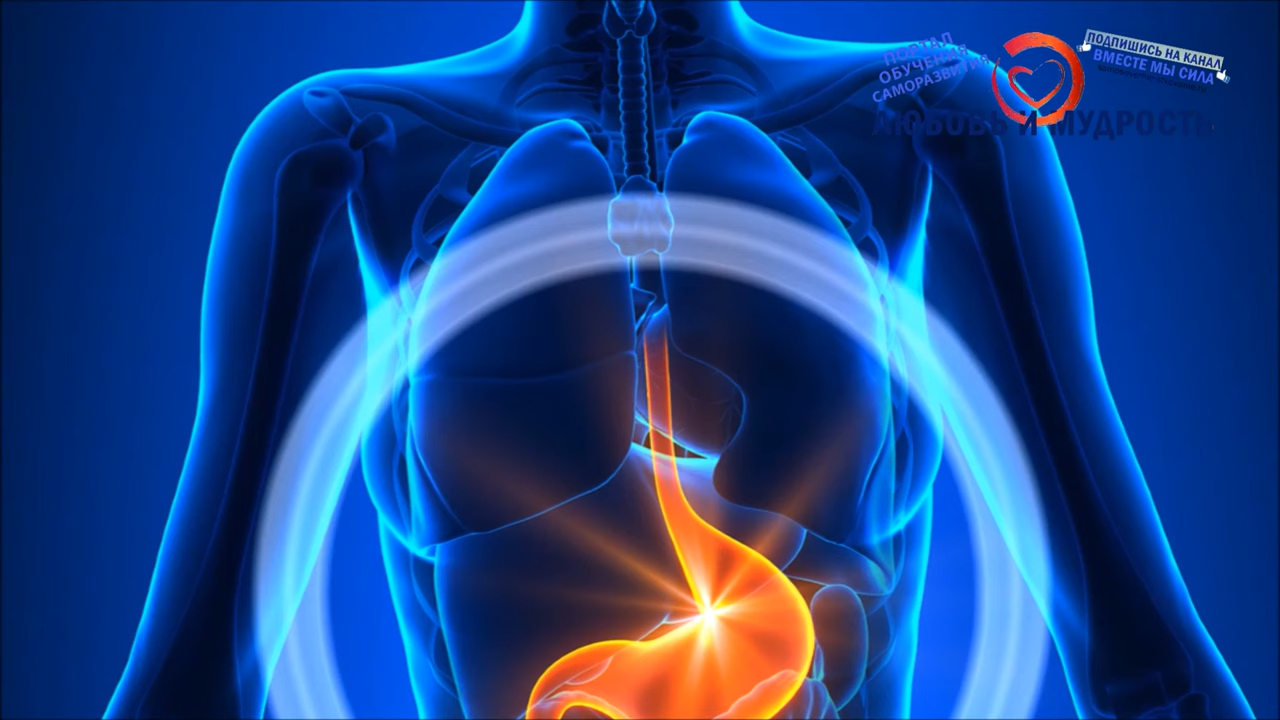 ПОРТАЛ
ОБУЧЕНИЯ
САМОРАЗВИТИЯ
ПОДПИШИСЬ НА КАНАЛ
ВМЕСТЕ МЫ СИЛА
ЛЮБОВЬ И МУДРОСТЬ